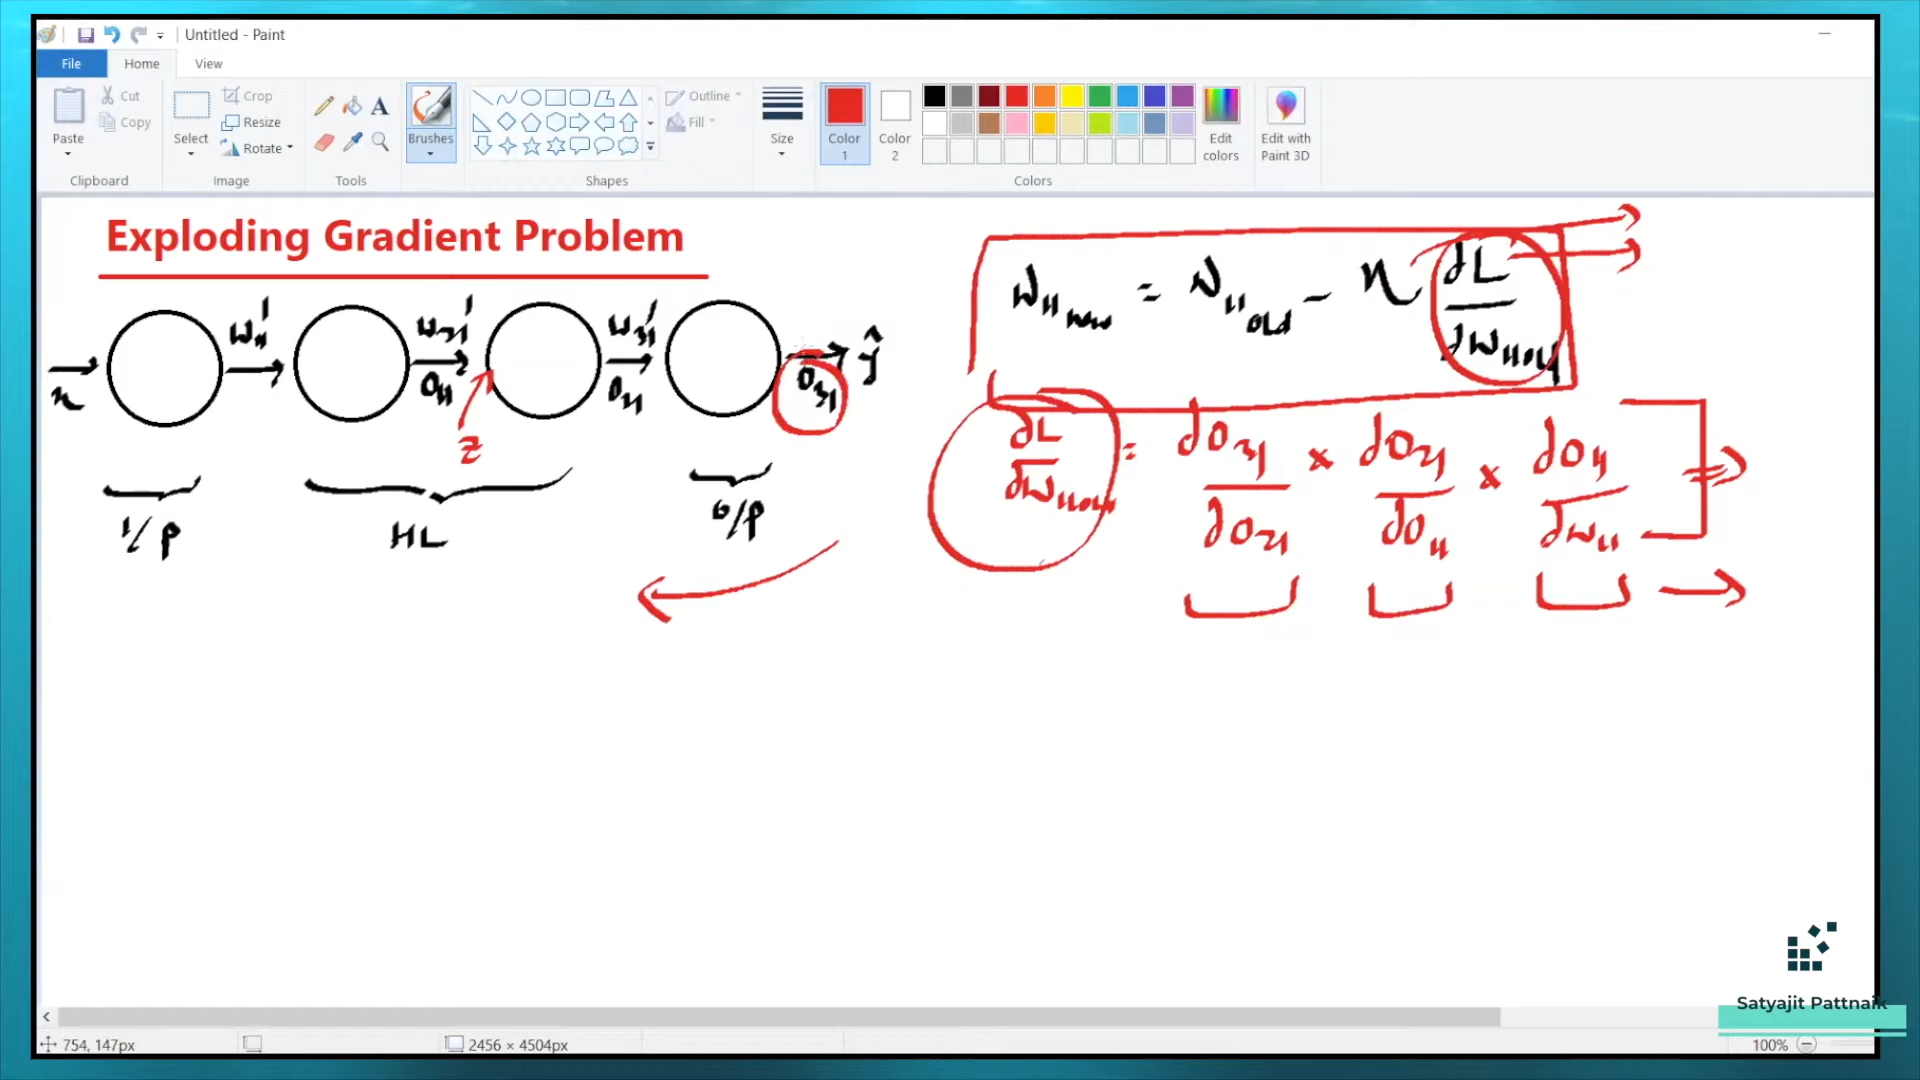 Untitled - Paint
File Home View
Cut
Copy
Paste
Clipboard
Crop
Resize
Rotate
Select
Image
Tools
Brushes
Shapes
Outline
Fill
Size
Color 1
Color 2
Edit colors
Edit with Paint 3D
Colors
Exploding Gradient Problem
x
W11'
W21'
O11
z
W31'
O21
O31
ŷ
I/P
HL
O/P
W11new = W11old - η ∂L/∂W11old
∂L/∂W11old = ∂O31/∂O21 x ∂O21/∂O11 x ∂O11/∂W11
Satyajit Pattnaik
754, 147px
2456 × 4504px
100%